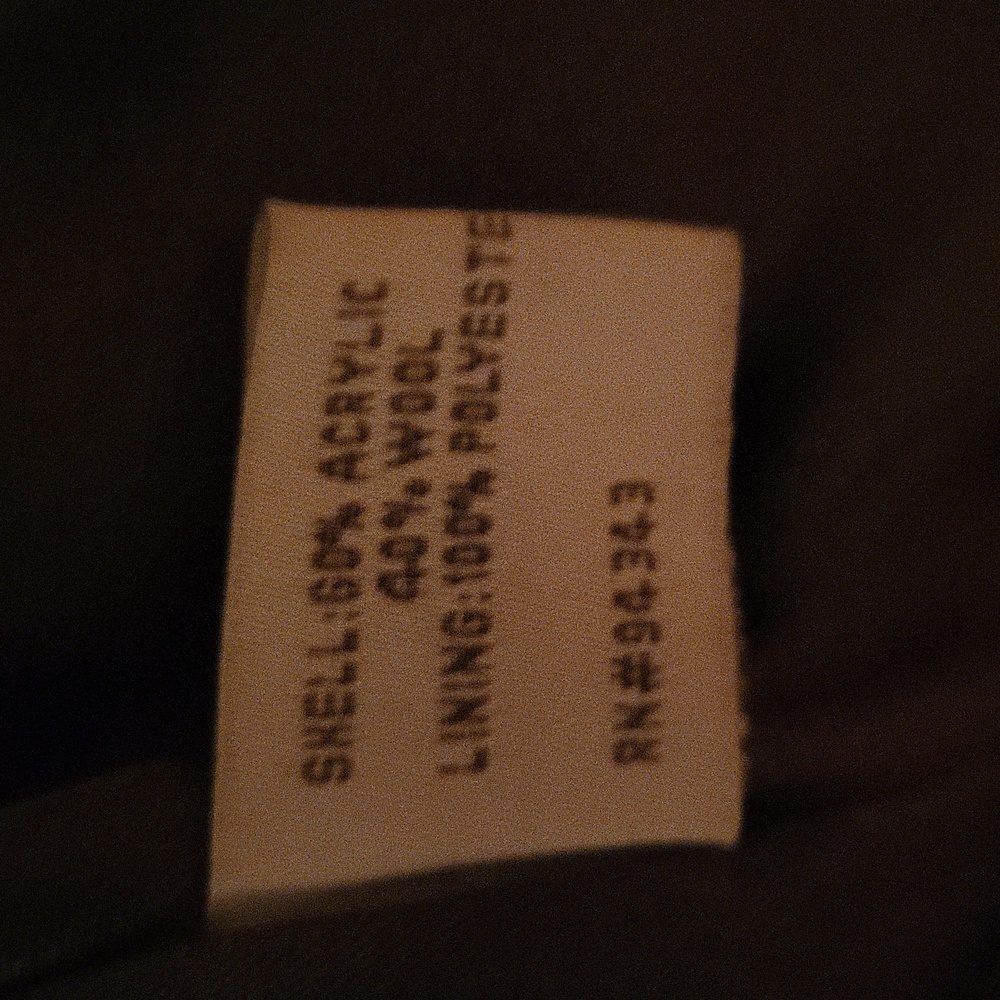 SHELL:60% ACRYLIC
40% WOOL
LINING:100% POLYESTE
RN#94343